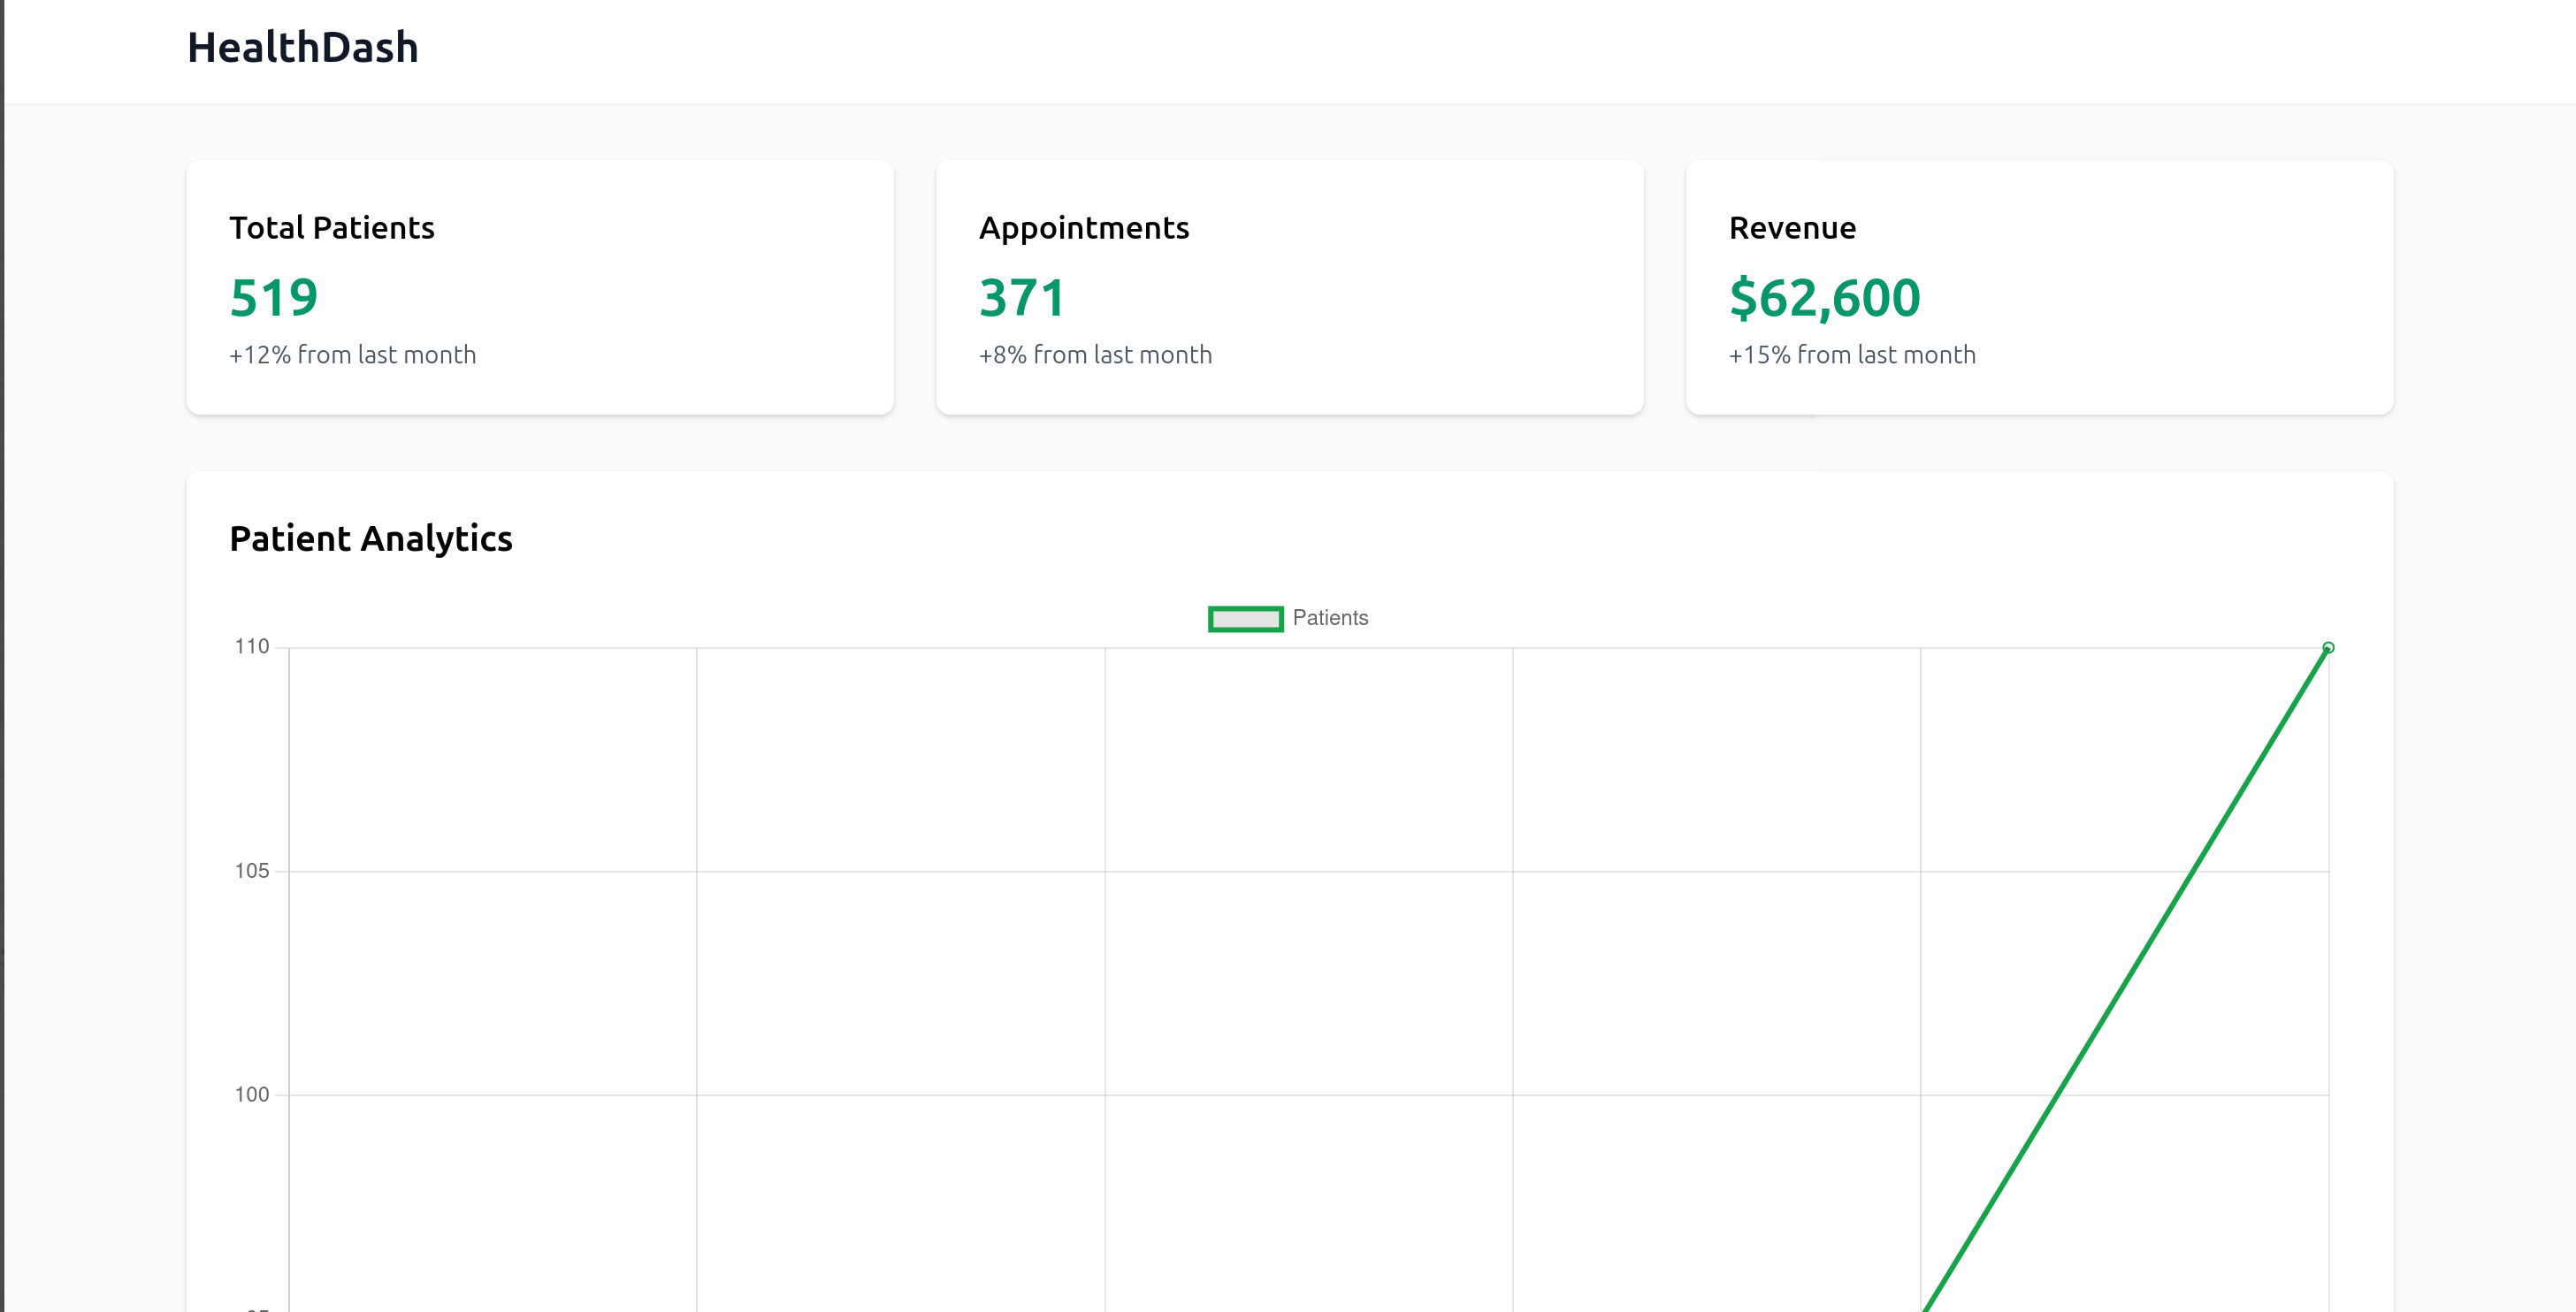 HealthDash
Total Patients
519
+12% from last month
Appointments
371
+8% from last month
Revenue
$62,600
+15% from last month
Patient Analytics
Patients
110
105
100